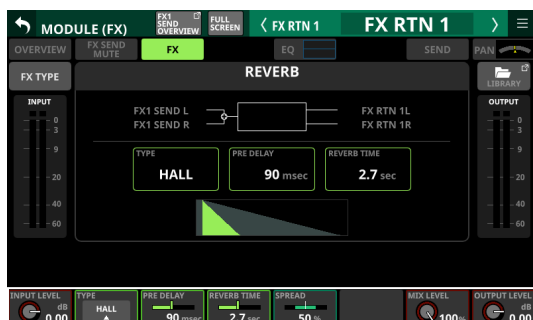 MODULE (FX)
FX1 SEND OVERVIEW
FULL SCREEN
FX RTN 1
FX RTN 1
OVERVIEW
FX SEND MUTE
FX
EQ
SEND
PAN
FX TYPE
REVERB
LIBRARY
INPUT
OUTPUT
FX1 SEND L
FX RTN 1L
FX1 SEND R
FX RTN 1R
0
3
9
20
40
60
0
3
9
20
40
60
TYPE
HALL
PRE DELAY
90 msec
REVERB TIME
2.7 sec
INPUT LEVEL
dB
0.00
TYPE
HALL
PRE DELAY
90 msec
REVERB TIME
2.7 sec
SPREAD
50 %
MIX LEVEL
100%
OUTPUT LEVEL
dB
0.00